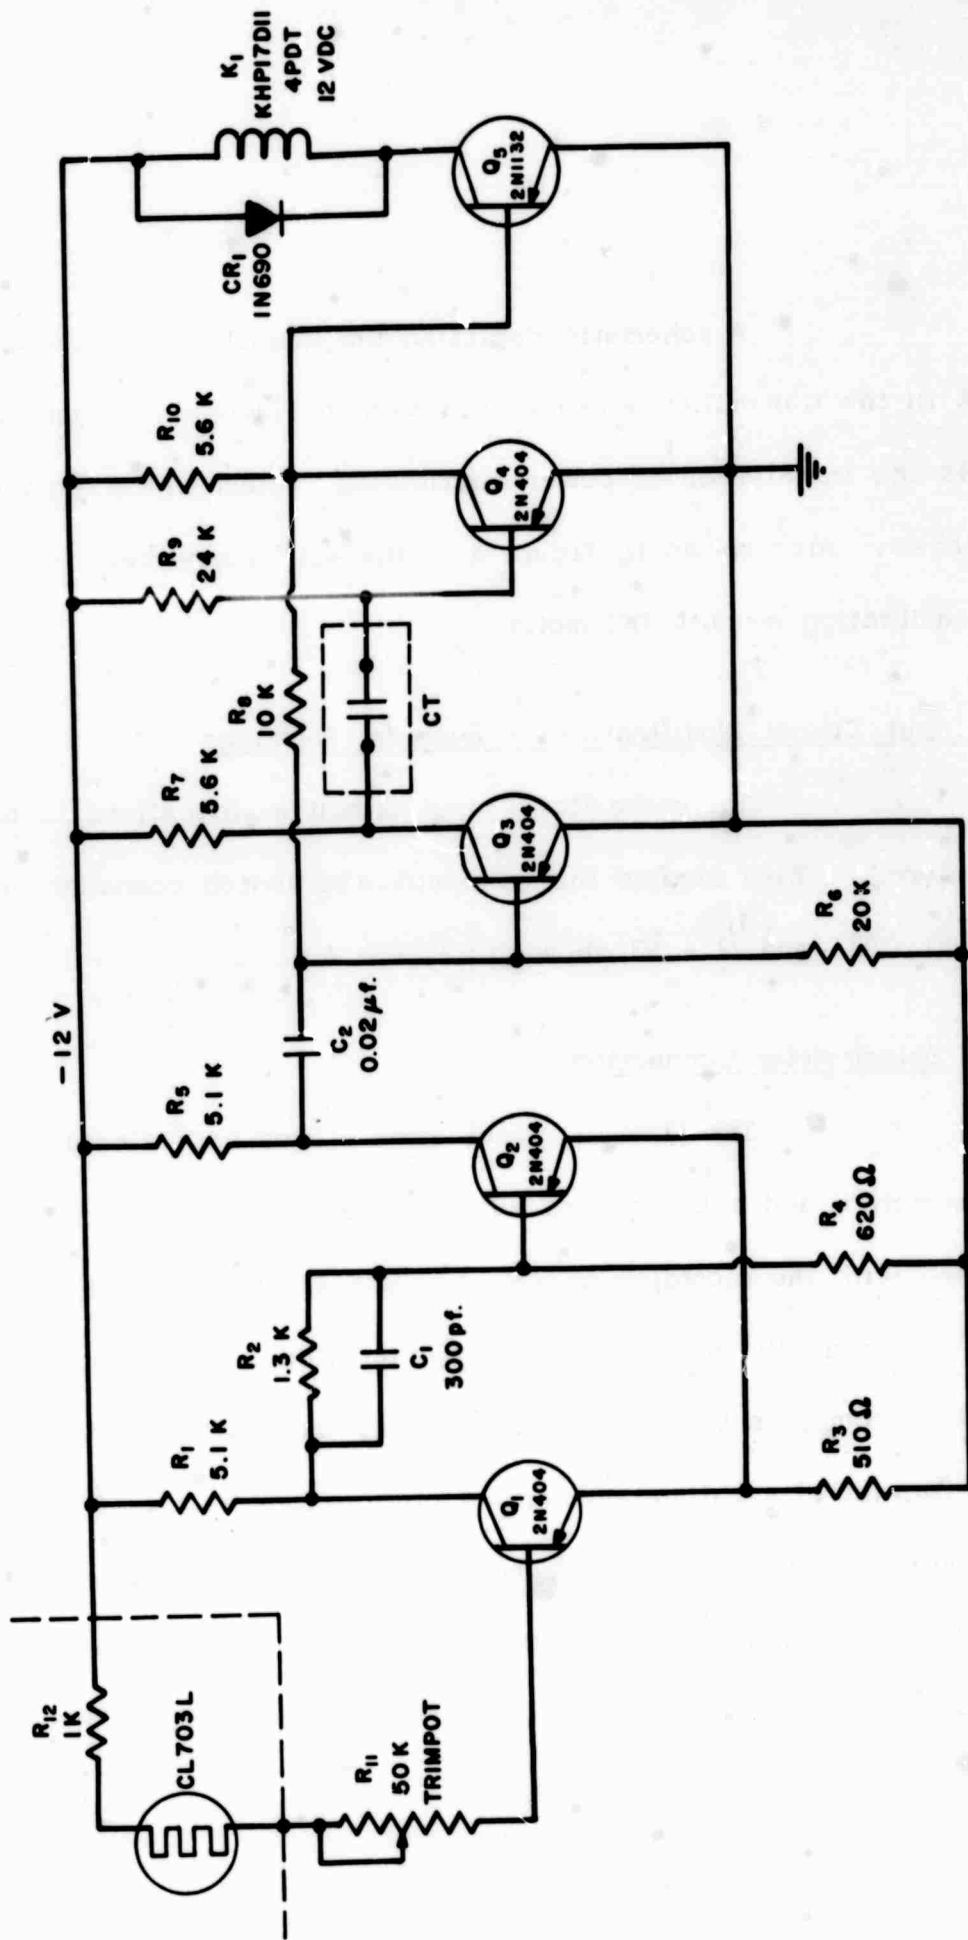 -12 V
R12
1K
CL703L
R11
50 K
TRIMPOT
R1
5.1 K
Q1
2N404
R3
510 Ω
R2
1.3 K
C1
300 pf.
R5
5.1 K
Q2
2N404
R4
620 Ω
C2
0.02 µf.
R7
5.6 K
Q3
2N404
R6
20 K
R8
10 K
CT
R9
24 K
R10
5.6 K
Q4
2N404
CR1
1N690
K1
KHP17D11
4PDT
12 VDC
Q5
2N1132